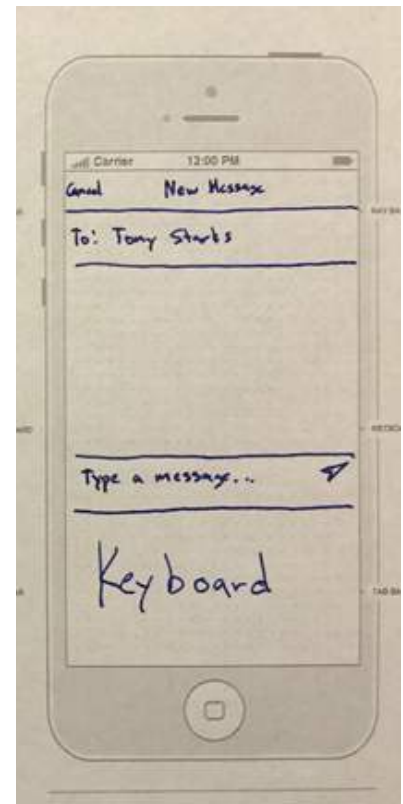 Carrier 12:00 PM
Cancel New Message
To: Tony Starks
Type a message...
Keyboard